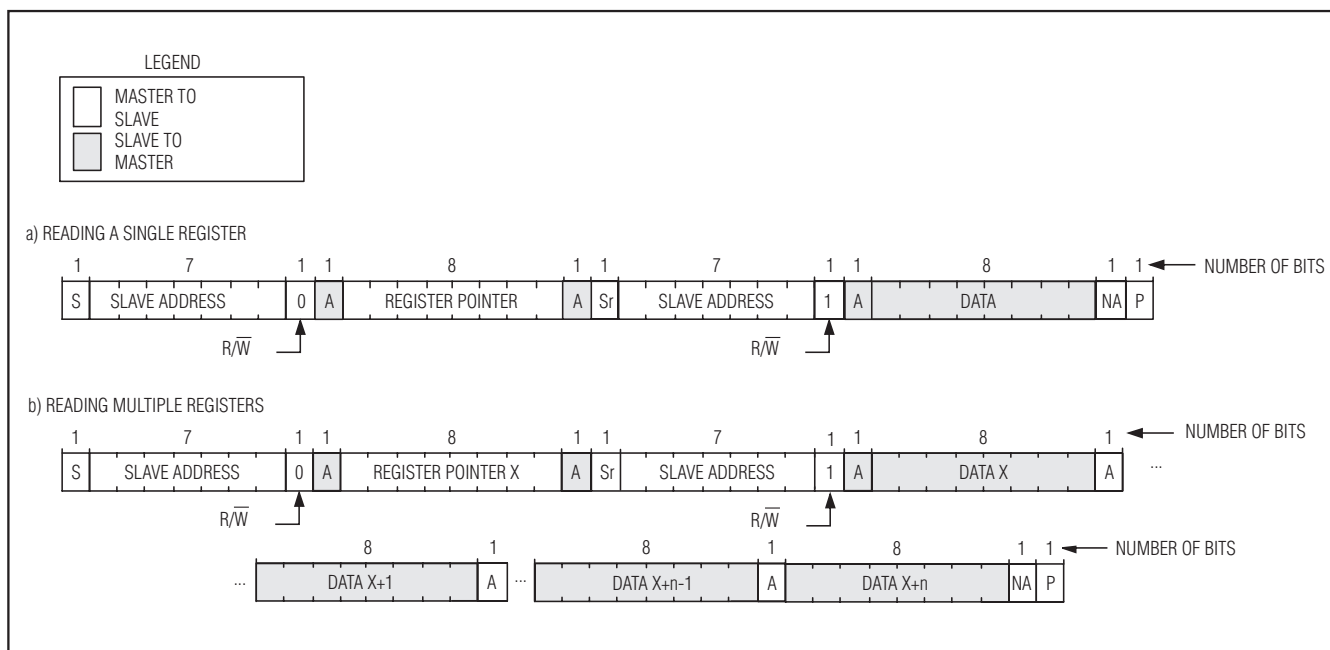 LEGEND
MASTER TO
SLAVE
SLAVE TO
MASTER
a) READING A SINGLE REGISTER
1 7 1 1 8 1 1 7 1 1 8 1 1 NUMBER OF BITS
S SLAVE ADDRESS 0 A REGISTER POINTER A Sr SLAVE ADDRESS 1 A DATA NA P
R/W̅ R/W̅
b) READING MULTIPLE REGISTERS
1 7 1 1 8 1 1 7 1 1 8 1 NUMBER OF BITS
S SLAVE ADDRESS 0 A REGISTER POINTER X A Sr SLAVE ADDRESS 1 A DATA X A ...
R/W̅ R/W̅
8 1 8 1 8 1 1 NUMBER OF BITS
... DATA X+1 A ... DATA X+n-1 A DATA X+n NA P